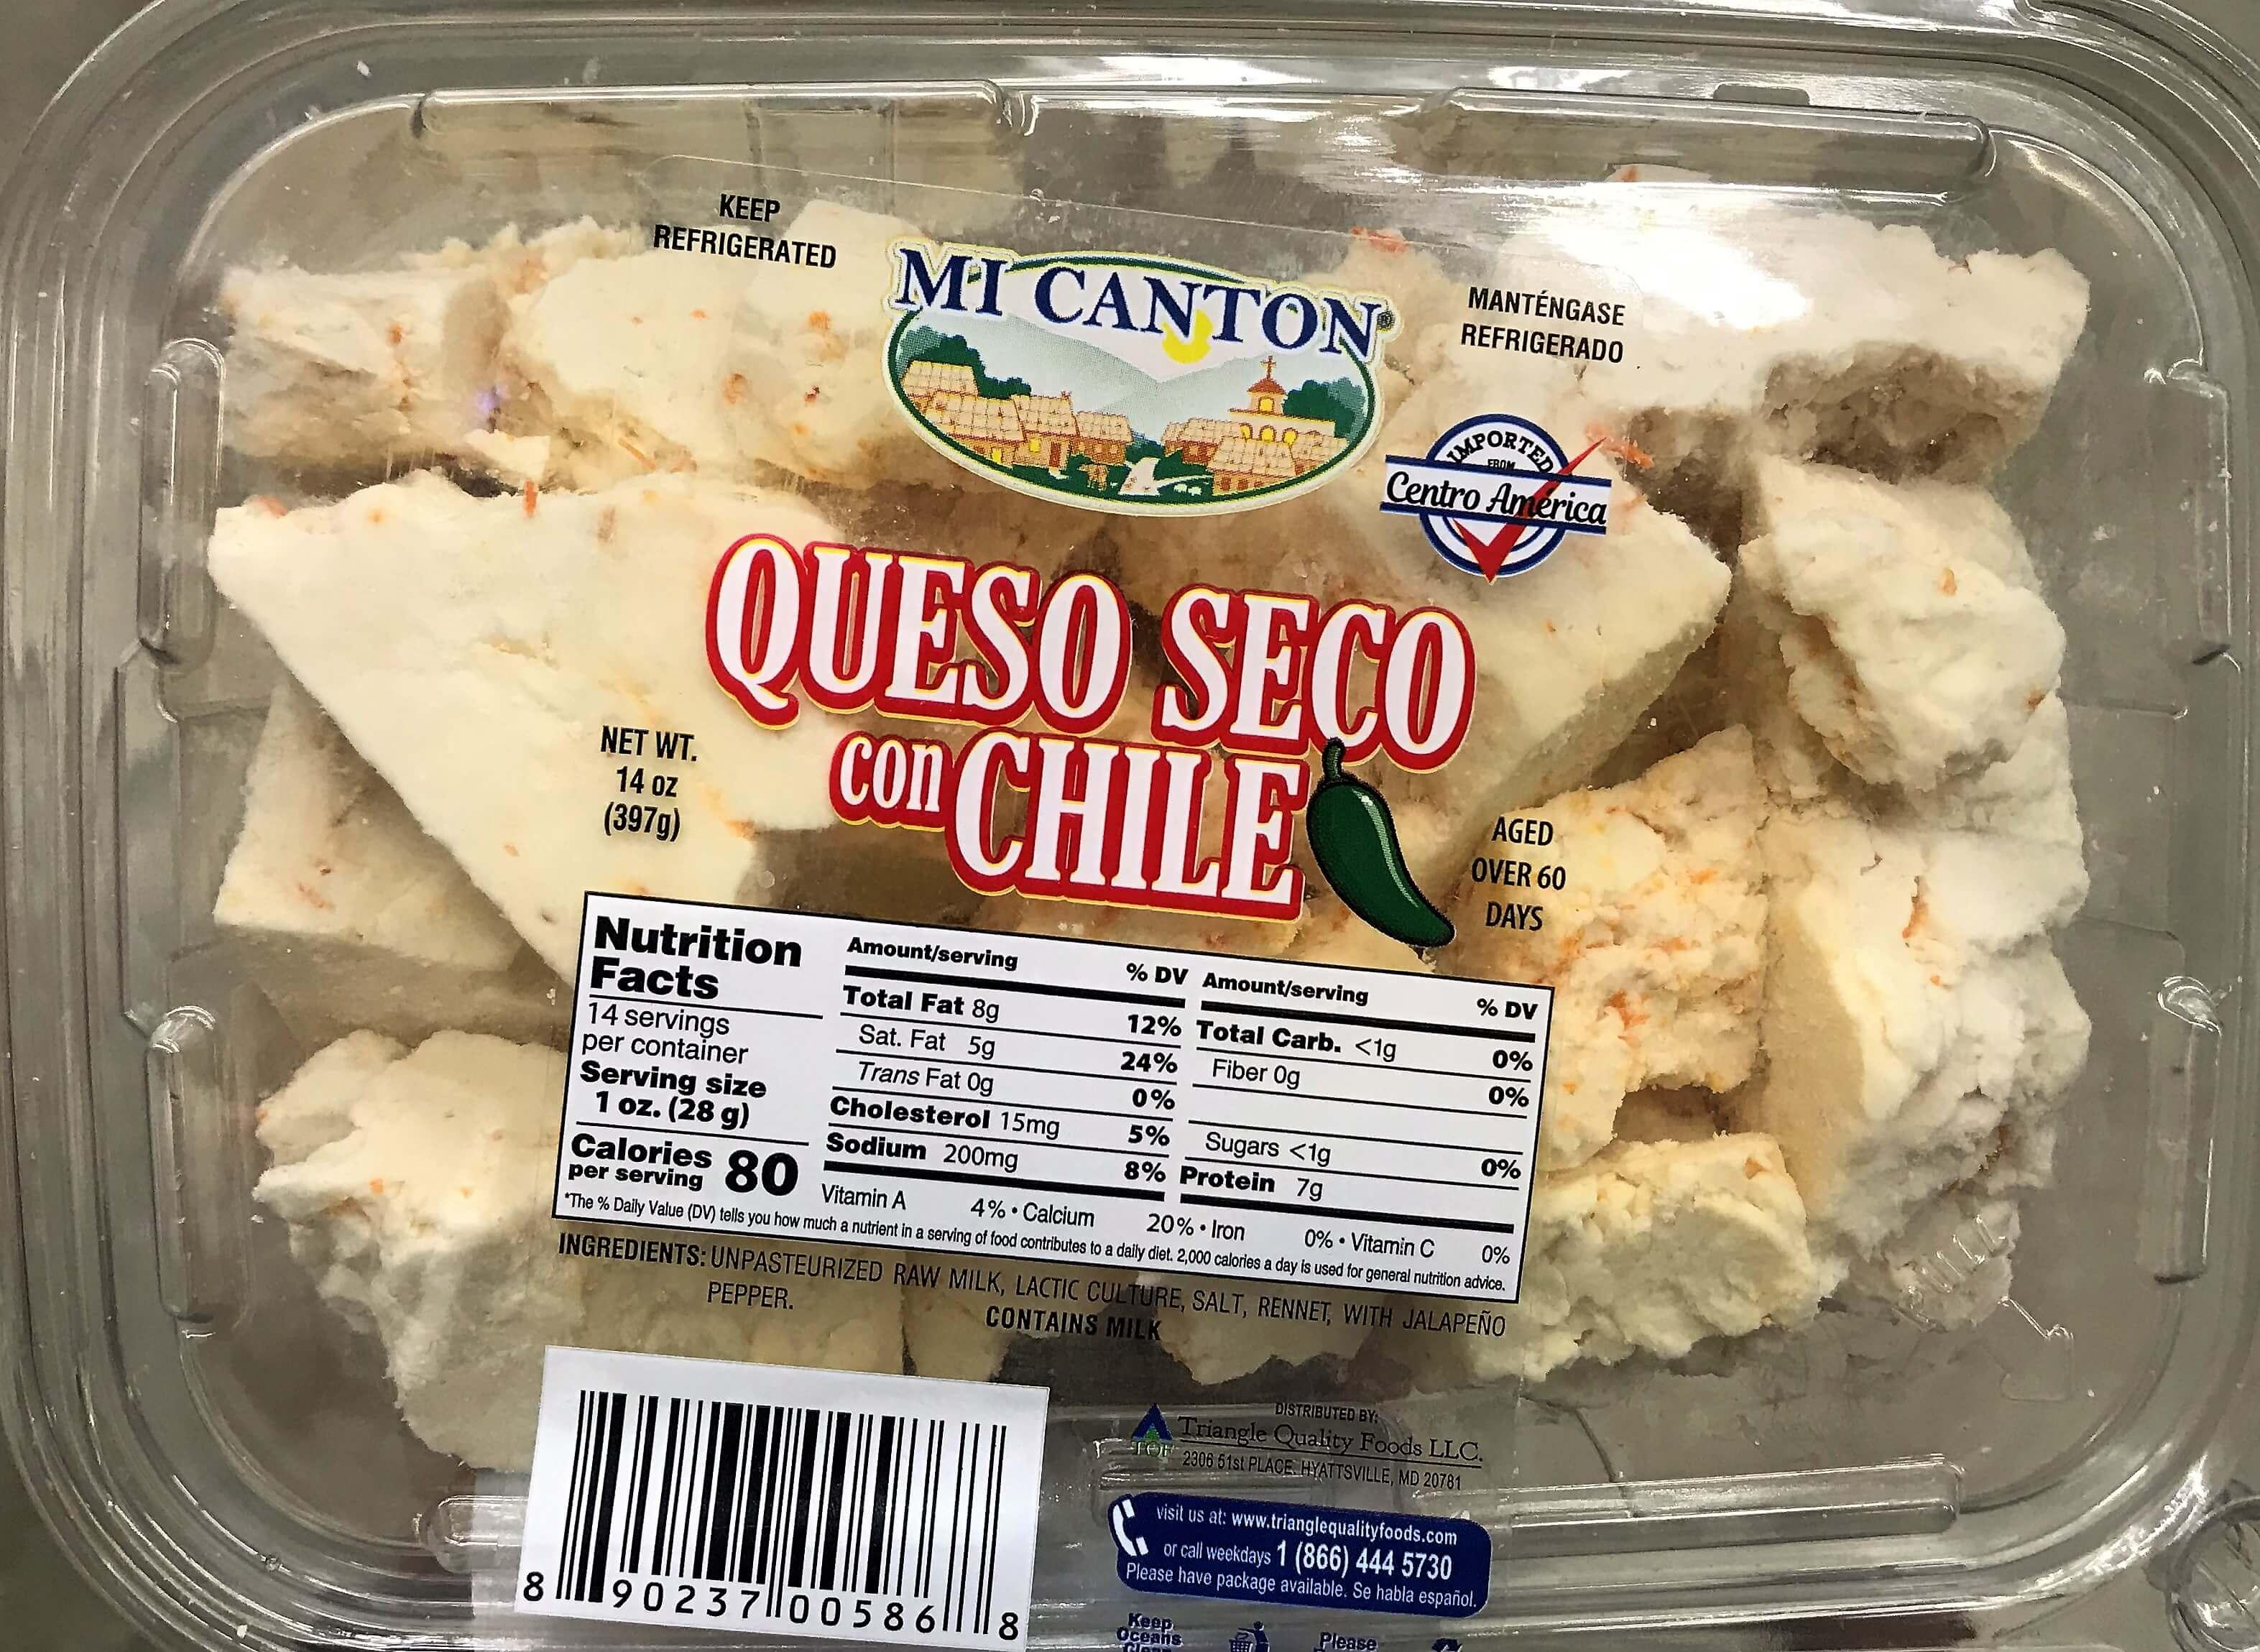 KEEP
REFRIGERATED
MI CANTON®
MANTÉNGASE
REFRIGERADO
IMPORTED
FROM
Centro América
QUESO SECO
con CHILE
NET WT.
14 oz
(397g)
AGED
OVER 60
DAYS
Nutrition
Facts
14 servings
per container
Serving size
1 oz. (28 g)
Calories
per serving 80
Amount/serving % DV
Total Fat 8g 12%
Sat. Fat 5g 24%
Trans Fat 0g 0%
Cholesterol 15mg 5%
Sodium 200mg 8%
Amount/serving % DV
Total Carb. <1g 0%
Fiber 0g 0%
Sugars <1g 0%
Protein 7g
Vitamin A 4% • Calcium 20% • Iron 0% • Vitamin C 0%
*The % Daily Value (DV) tells you how much a nutrient in a serving of food contributes to a daily diet. 2,000 calories a day is used for general nutrition advice.
INGREDIENTS: UNPASTEURIZED RAW MILK, LACTIC CULTURE, SALT, RENNET, WITH JALAPEÑO
PEPPER.
CONTAINS MILK
8 90237 00586 8
DISTRIBUTED BY:
TQF Triangle Quality Foods LLC.
2306 51st PLACE. HYATTSVILLE, MD 20781
visit us at: www.trianglequalityfoods.com
or call weekdays 1 (866) 444 5730
Please have package available. Se habla español.
Keep
Oceans
Please